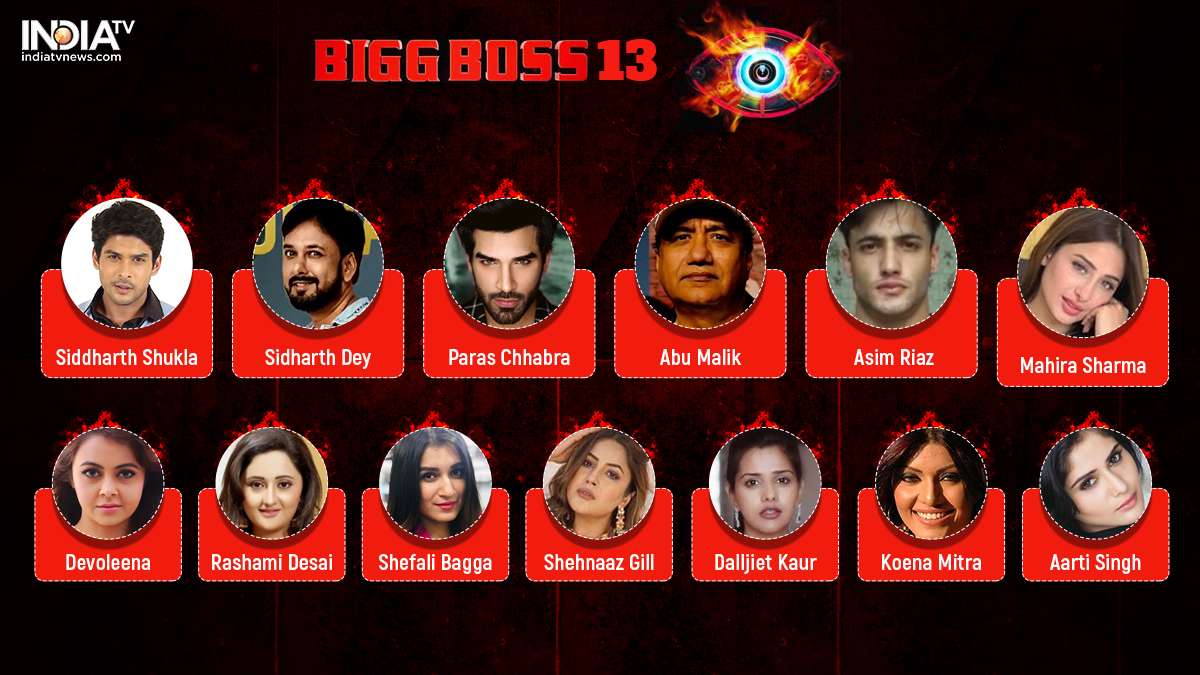 INDIA TV
indiatvnews.com
BIGG BOSS 13
Siddharth Shukla
Sidharth Dey
Paras Chhabra
Abu Malik
Asim Riaz
Mahira Sharma
Devoleena
Rashami Desai
Shefali Bagga
Shehnaaz Gill
Dalljiet Kaur
Koena Mitra
Aarti Singh